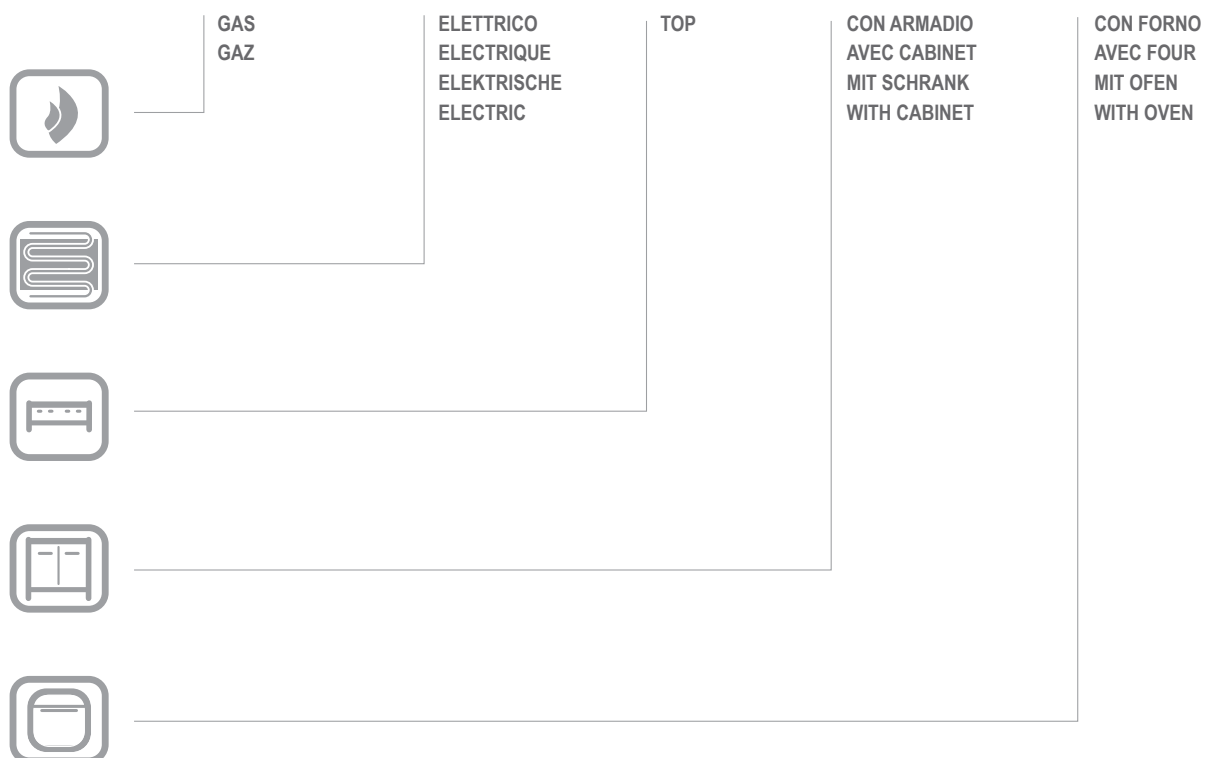 GAS
GAZ
ELETTRICO
ELECTRIQUE
ELEKTRISCHE
ELECTRIC
TOP
CON ARMADIO
AVEC CABINET
MIT SCHRANK
WITH CABINET
CON FORNO
AVEC FOUR
MIT OFEN
WITH OVEN